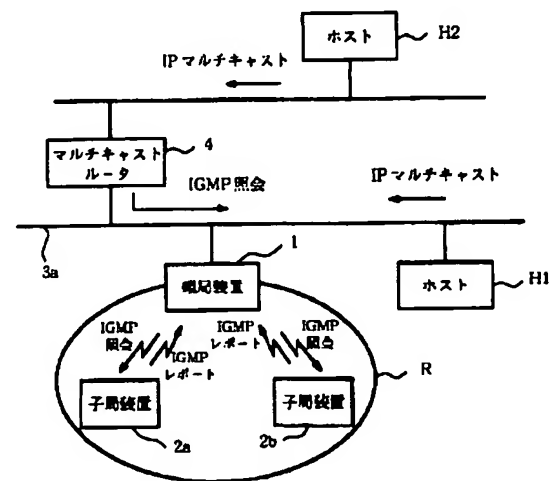 ホスト
H2
IPマルチキャスト
マルチキャスト
ルータ
4
IGMP照会
IPマルチキャスト
3a
1
親局装置
ホスト
H1
IGMP
照会
IGMP
レポート
IGMP
レポート
IGMP
照会
R
子局装置
2a
子局装置
2b